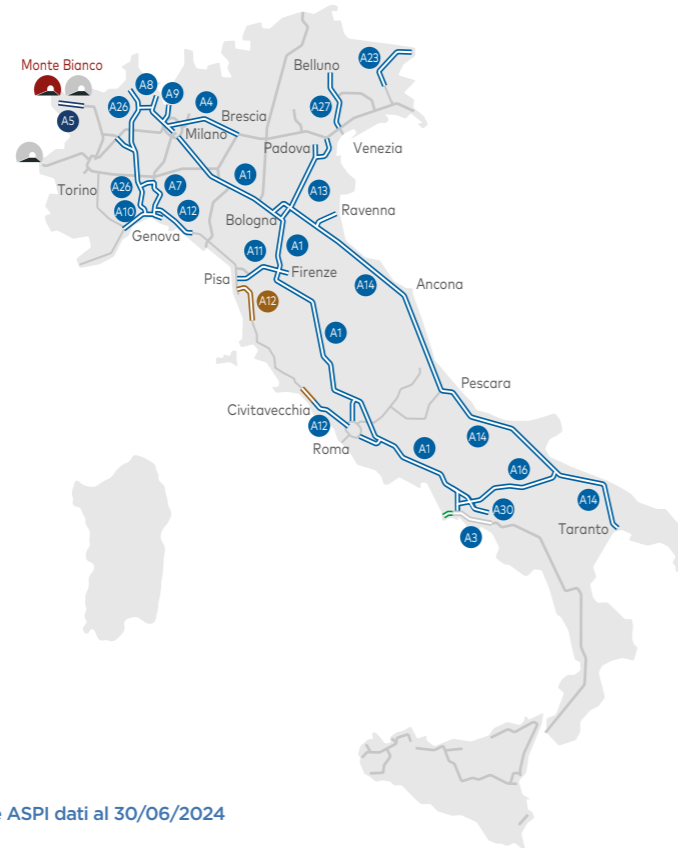 Monte Bianco
A5
A8
A9
A26
A4
Brescia
Milano
Belluno
A23
A27
Padova
Venezia
Torino
A26
A7
A10
A12
Genova
A1
A13
Bologna
Ravenna
A11
A1
Firenze
Pisa
A12
A14
Ancona
A1
Civitavecchia
A12
Roma
Pescara
A14
A1
A16
A14
A30
A3
Taranto
ASPI dati al 30/06/2024